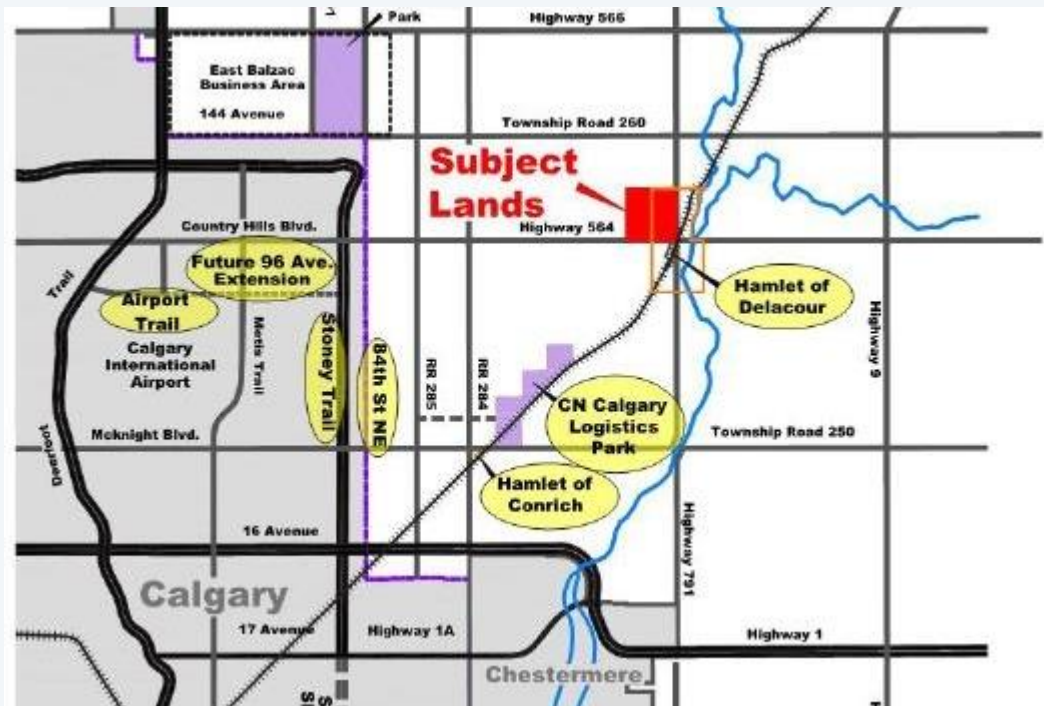 Park
Highway 566
East Balzac
Business Area
144 Avenue
Township Road 260
Subject
Lands
Country Hills Blvd.
Highway 564
Future 96 Ave.
Extension
Hamlet of
Delacour
Airport
Trail
Trail
Calgary
International
Airport
Metis Trail
Stoney Trail
84th St NE
RR 285
RR 284
Highway 9
CN Calgary
Logistics
Park
Mcknight Blvd.
Township Road 250
Deerfoot
Hamlet of
Conrich
16 Avenue
Highway 791
Calgary
17 Avenue
Highway 1A
Highway 1
Chestermere